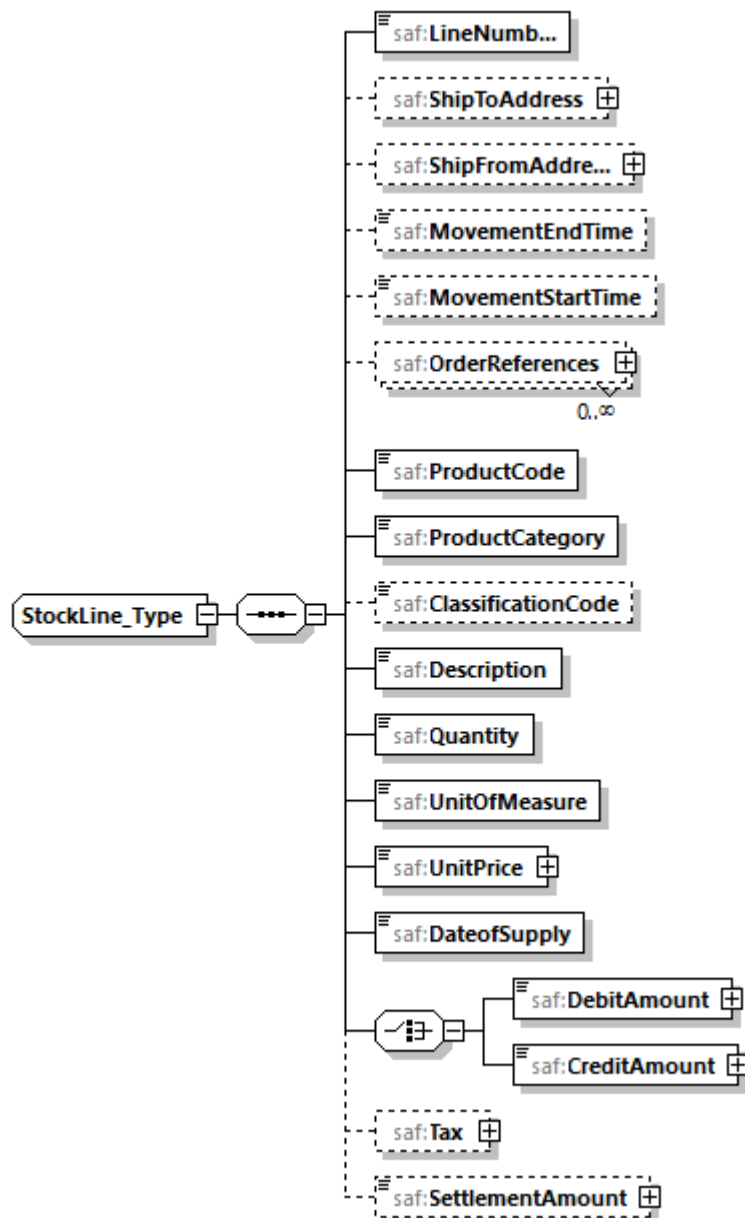 saf:LineNumb...
saf:ShipToAddress
saf:ShipFromAddre...
saf:MovementEndTime
saf:MovementStartTime
saf:OrderReferences
0..∞
saf:ProductCode
saf:ProductCategory
StockLine_Type
saf:ClassificationCode
saf:Description
saf:Quantity
saf:UnitOfMeasure
saf:UnitPrice
saf:DateofSupply
saf:DebitAmount
saf:CreditAmount
saf:Tax
saf:SettlementAmount